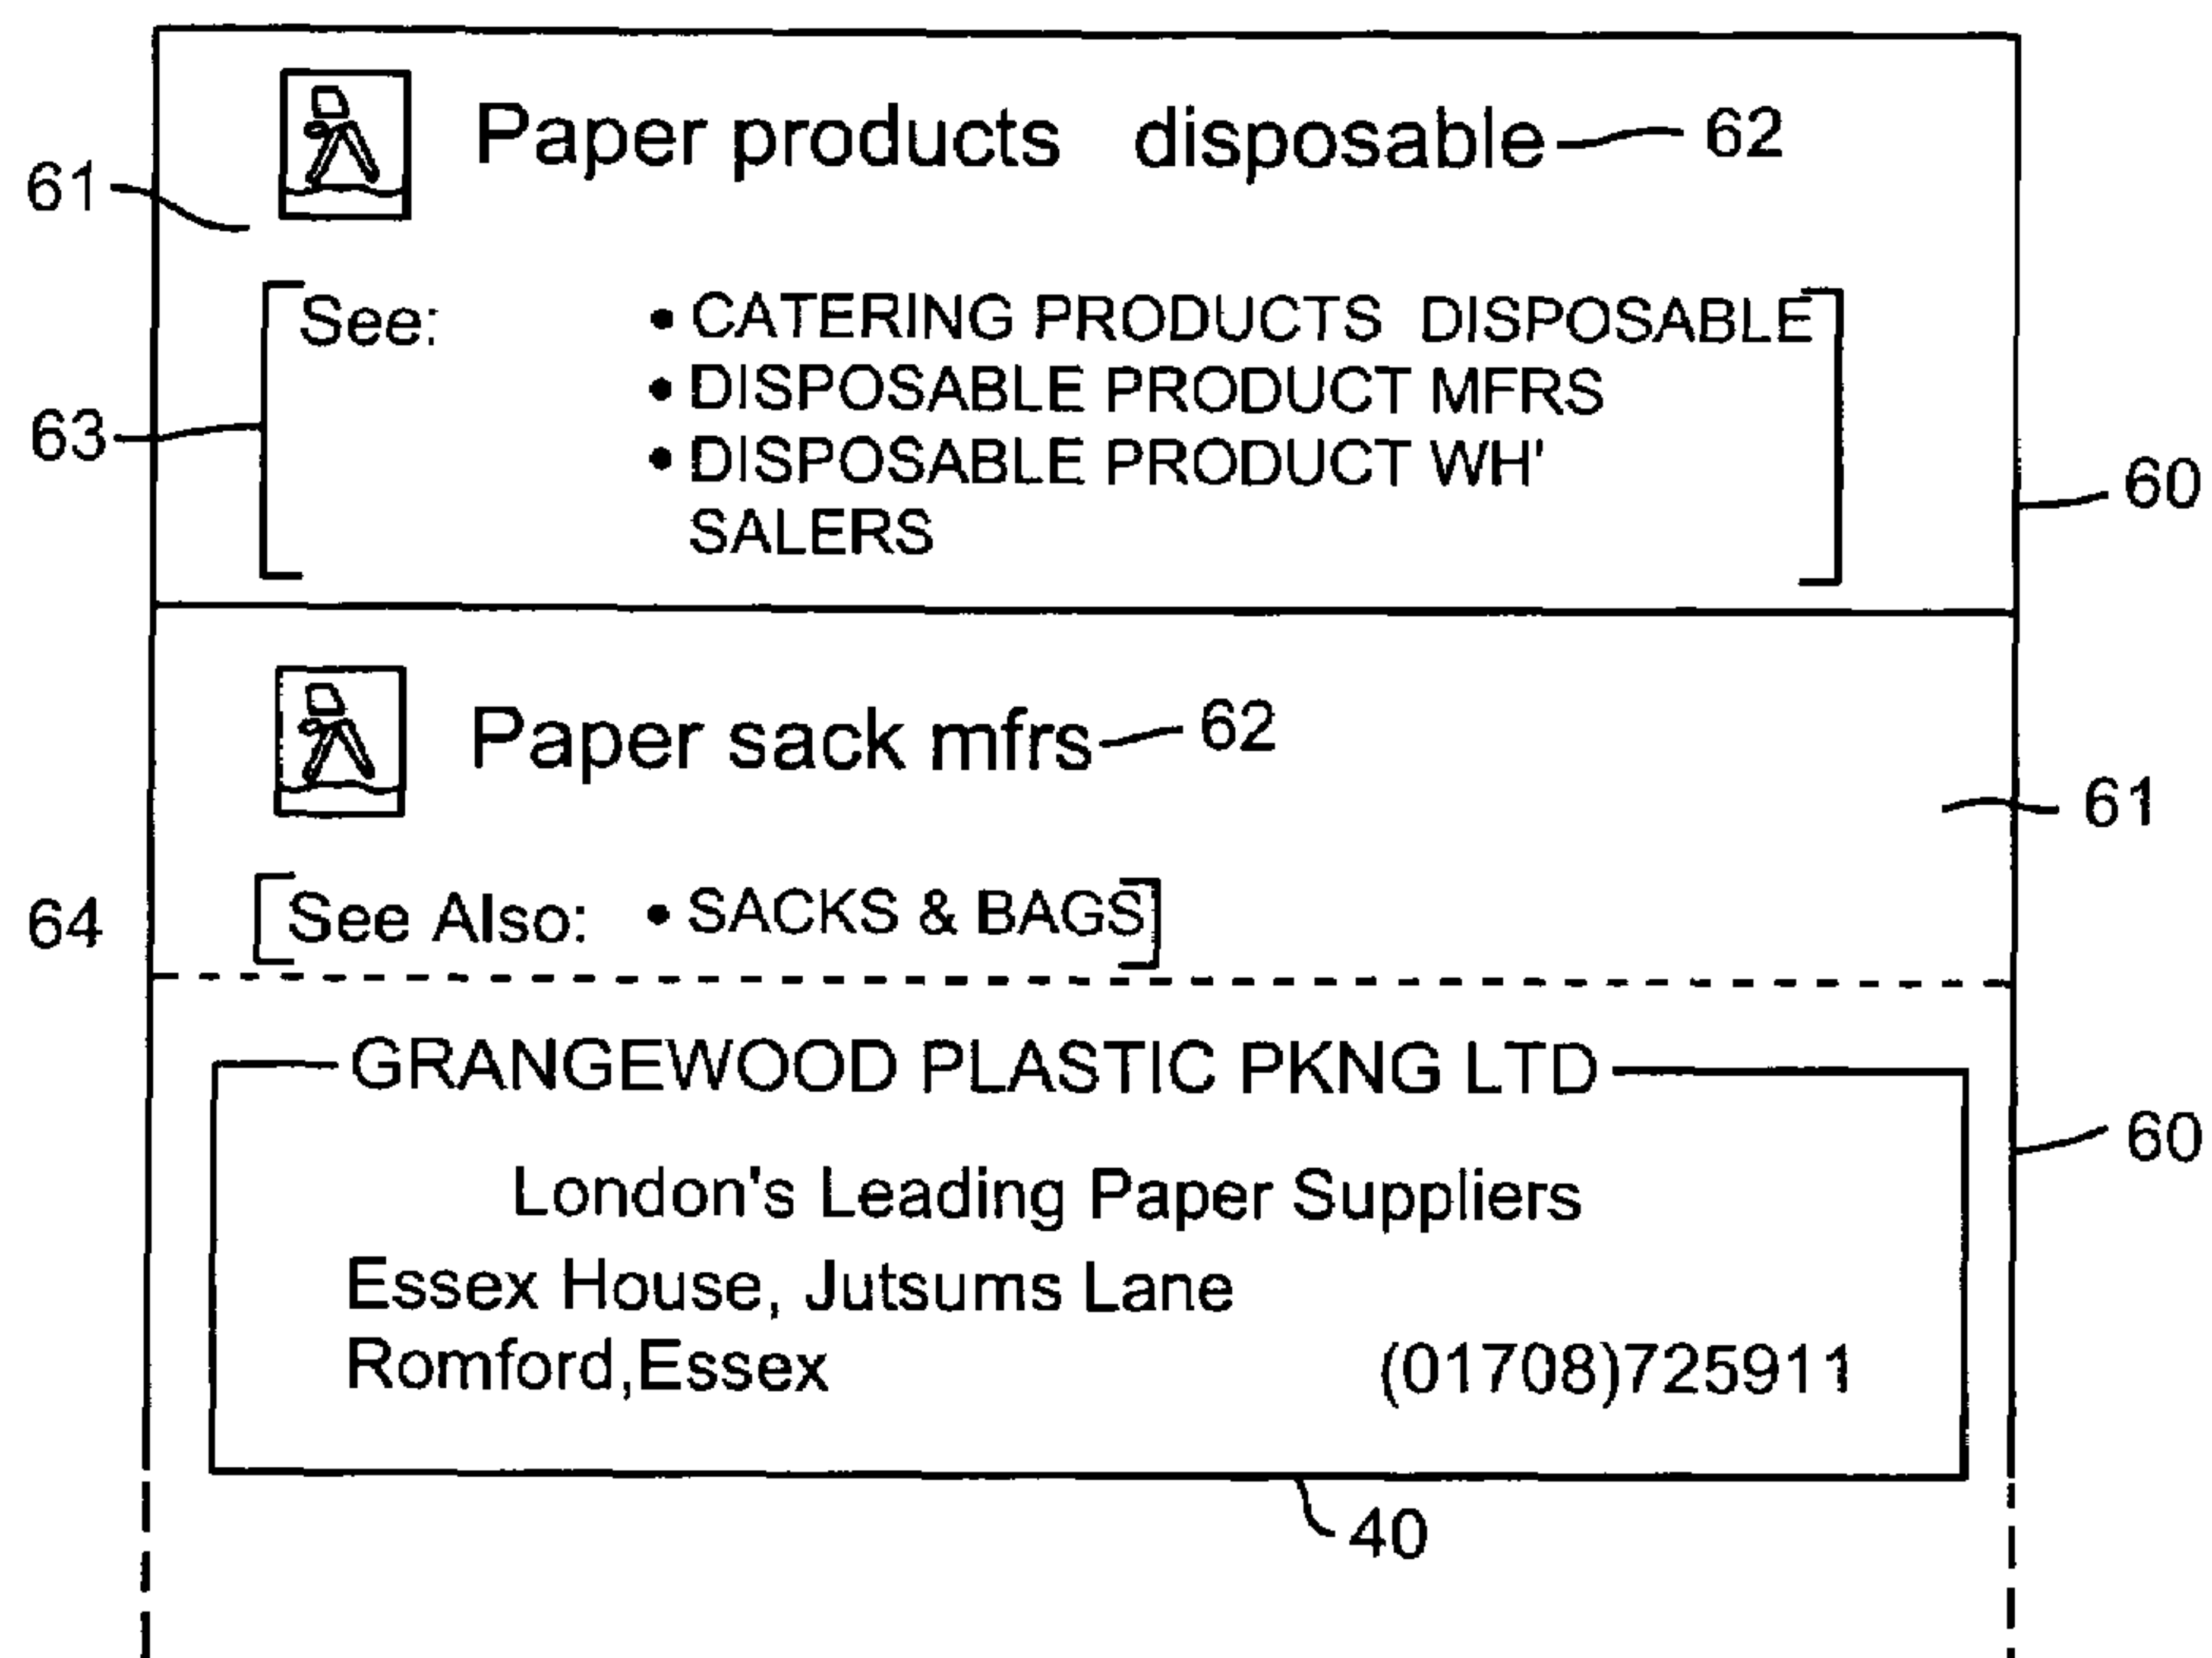 Paper products disposable 62
61
See: • CATERING PRODUCTS DISPOSABLE
• DISPOSABLE PRODUCT MFRS
63
• DISPOSABLE PRODUCT WH'
60
SALERS
Paper sack mfrs 62
61
64 See Also: • SACKS & BAGS
GRANGEWOOD PLASTIC PKNG LTD
60
London's Leading Paper Suppliers
Essex House, Jutsums Lane
Romford,Essex (01708)725911
40